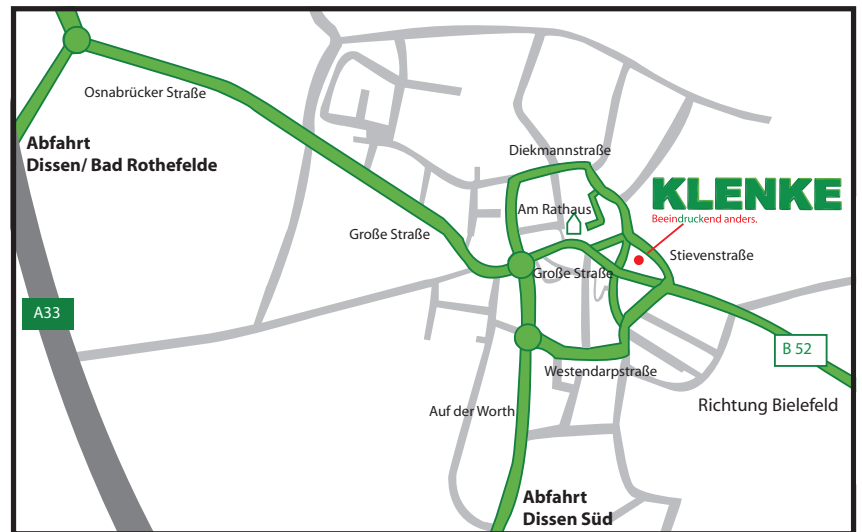 Osnabrücker Straße
Abfahrt
Dissen/ Bad Rothefelde
Diekmannstraße
KLENKE
Beeindruckend anders.
Am Rathaus
Große Straße
Stievenstraße
Große Straße
A33
B 52
Westendarpstraße
Richtung Bielefeld
Auf der Worth
Abfahrt
Dissen Süd